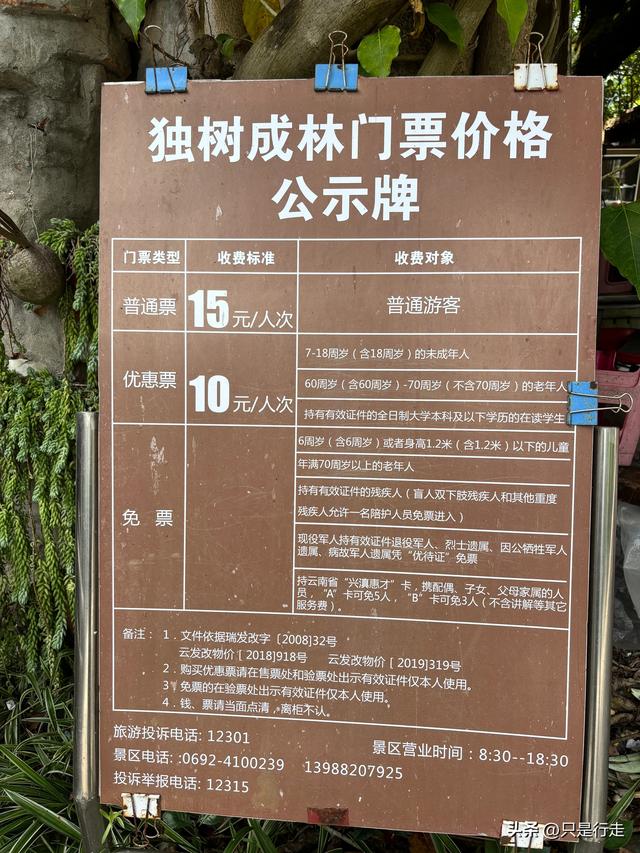 独树成林门票价格
公示牌
门票类型 收费标准 收费对象
普通票 15元/人次 普通游客
优惠票 10元/人次
7-18周岁（含18周岁）的未成年人
60周岁（含60周岁）-70周岁（不含70周岁）的老年人
持有有效证件的全日制大学本科及以下学历的在读学生
免 票
6周岁（含6周岁）或者身高1.2米（含1.2米）以下的儿童
年满70周岁以上的老年人
持有有效证件的残疾人（盲人双下肢残疾人和其他重度
残疾人允许一名陪护人员免票进入）
现役军人持有效证件退役军人、烈士遗属、因公牺牲军人
遗属、病故军人遗属凭“优待证”免票
持云南省“兴滇惠才”卡，携配偶、子女、父母家属的人
员，“A”卡可免5人，“B”卡可免3人（不含讲解等其它
服务费）。
备注：1．文件依据瑞发改字［2008]32号
云发改物价［2018]918号 云发改物价［2019]319号
2．购买优惠票请在售票处和验票处出示有效证件仅本人使用。
3．免票的在验票处出示有效证件仅本人使用。
4．钱、票请当面点清，离柜不认。
旅游投诉电话: 12301
景区电话: :0692-4100239 13988207925
景区营业时间：8:30--18:30
投诉举报电话: 12315
头条 @只是行走